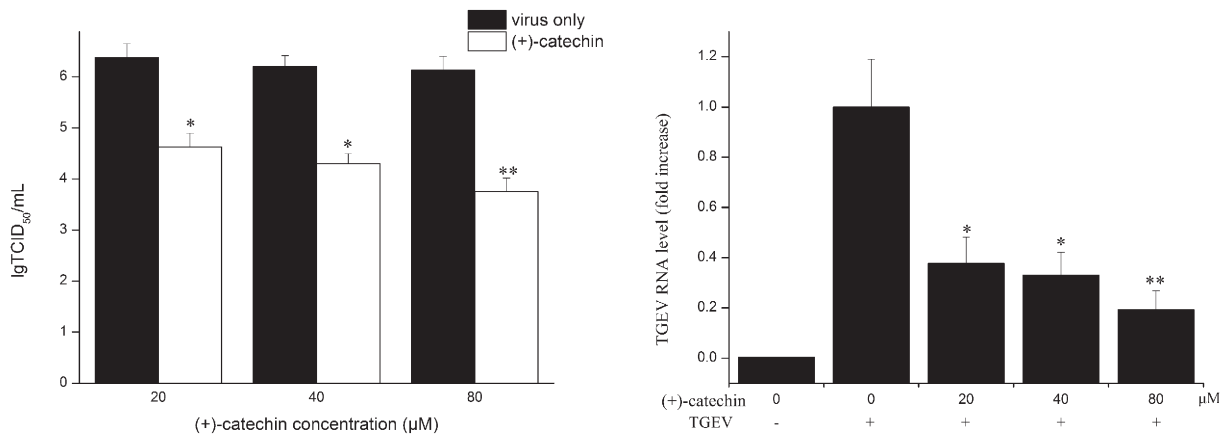 virus only
(+)-catechin
6
5
4
3
2
1
0
lgTCID50/mL
20 40 80
(+)-catechin concentration (µM)
*
*
**
1.2
1.0
0.8
0.6
0.4
0.2
0.0
TGEV RNA level (fold increase)
*
*
**
(+)-catechin 0 0 20 40 80 µM
TGEV - + + + +